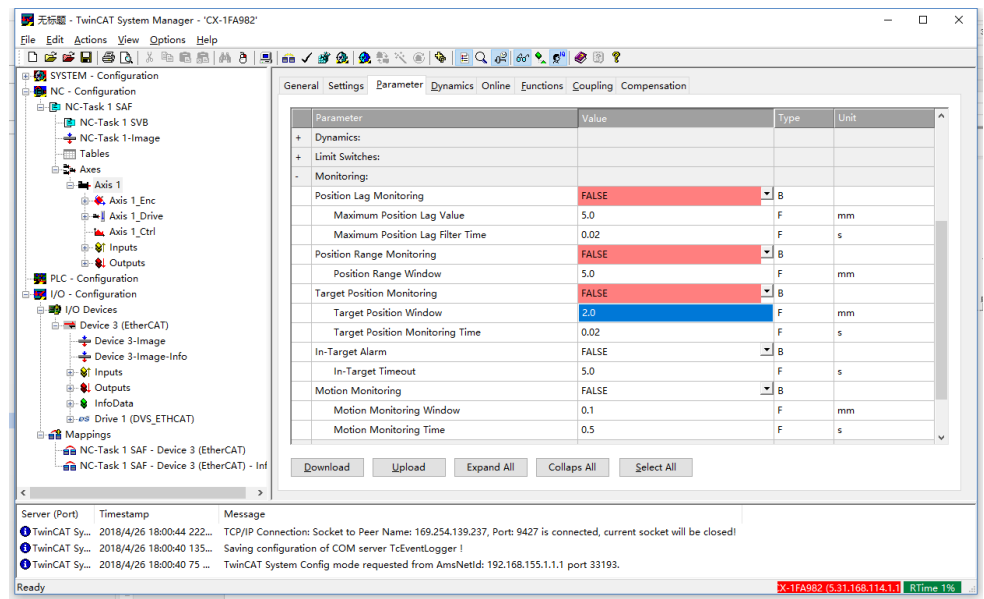 无标题 - TwinCAT System Manager - 'CX-1FA982'
File Edit Actions View Options Help
SYSTEM - Configuration
NC - Configuration
NC-Task 1 SAF
NC-Task 1 SVB
NC-Task 1-Image
Tables
Axes
Axis 1
Axis 1_Enc
Axis 1_Drive
Axis 1_Ctrl
Inputs
Outputs
PLC - Configuration
I/O - Configuration
I/O Devices
Device 3 (EtherCAT)
Device 3-Image
Device 3-Image-Info
Inputs
Outputs
InfoData
Drive 1 (DVS_ETHCAT)
Mappings
NC-Task 1 SAF - Device 3 (EtherCAT)
NC-Task 1 SAF - Device 3 (EtherCAT) - Inf
General Settings Parameter Dynamics Online Functions Coupling Compensation
Parameter Value Type Unit
+ Dynamics:
+ Limit Switches:
- Monitoring:
Position Lag Monitoring FALSE B
Maximum Position Lag Value 5.0 F mm
Maximum Position Lag Filter Time 0.02 F s
Position Range Monitoring FALSE B
Position Range Window 5.0 F mm
Target Position Monitoring FALSE B
Target Position Window 2.0 F mm
Target Position Monitoring Time 0.02 F s
In-Target Alarm FALSE B
In-Target Timeout 5.0 F s
Motion Monitoring FALSE B
Motion Monitoring Window 0.1 F mm
Motion Monitoring Time 0.5 F s
Download Upload Expand All Collaps All Select All
Server (Port) Timestamp Message
TwinCAT Sy... 2018/4/26 18:00:44 222... TCP/IP Connection: Socket to Peer Name: 169.254.139.237, Port: 9427 is connected, current socket will be closed!
TwinCAT Sy... 2018/4/26 18:00:40 135... Saving configuration of COM server TcEventLogger !
TwinCAT Sy... 2018/4/26 18:00:40 75 ... TwinCAT System Config mode requested from AmsNetId: 192.168.155.1.1.1 port 33193.
Ready CX-1FA982 (5.31.168.114.1.1 RTime 1%